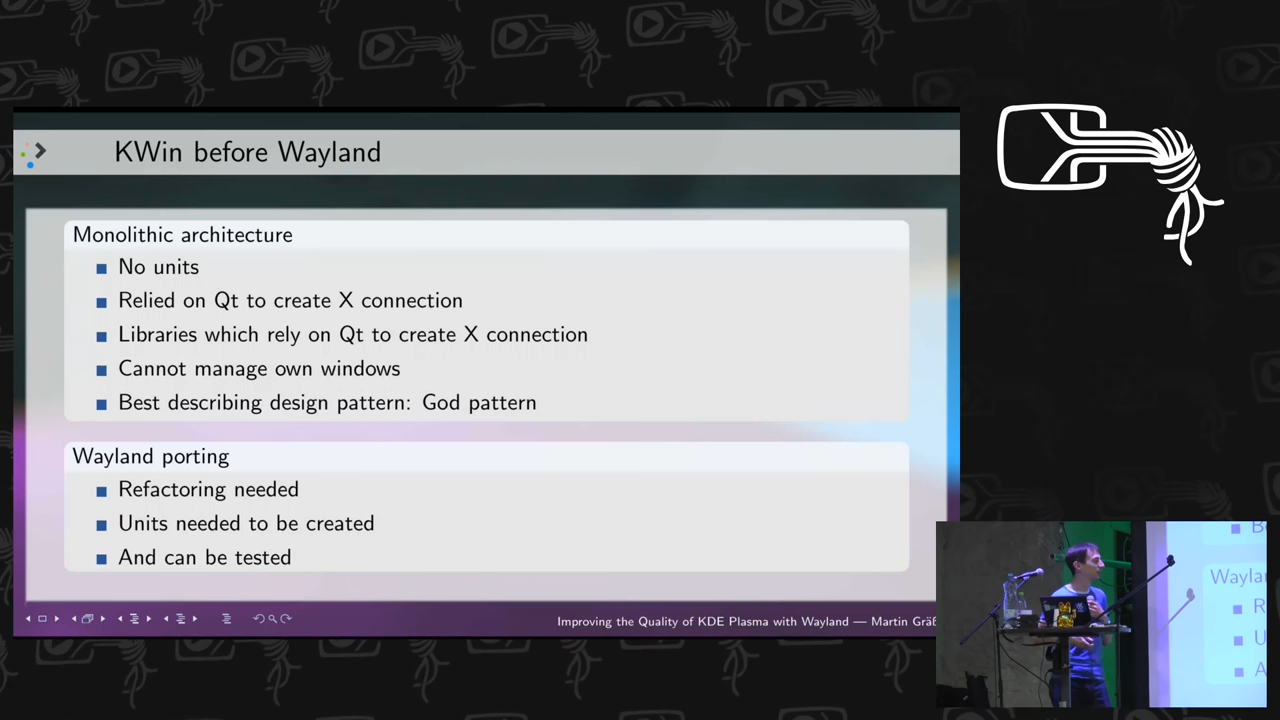 KWin before Wayland
Monolithic architecture
No units
Relied on Qt to create X connection
Libraries which rely on Qt to create X connection
Cannot manage own windows
Best describing design pattern: God pattern
Wayland porting
Refactoring needed
Units needed to be created
And can be tested
Improving the Quality of KDE Plasma with Wayland — Martin Gräß
B
Wayla
R
U
A